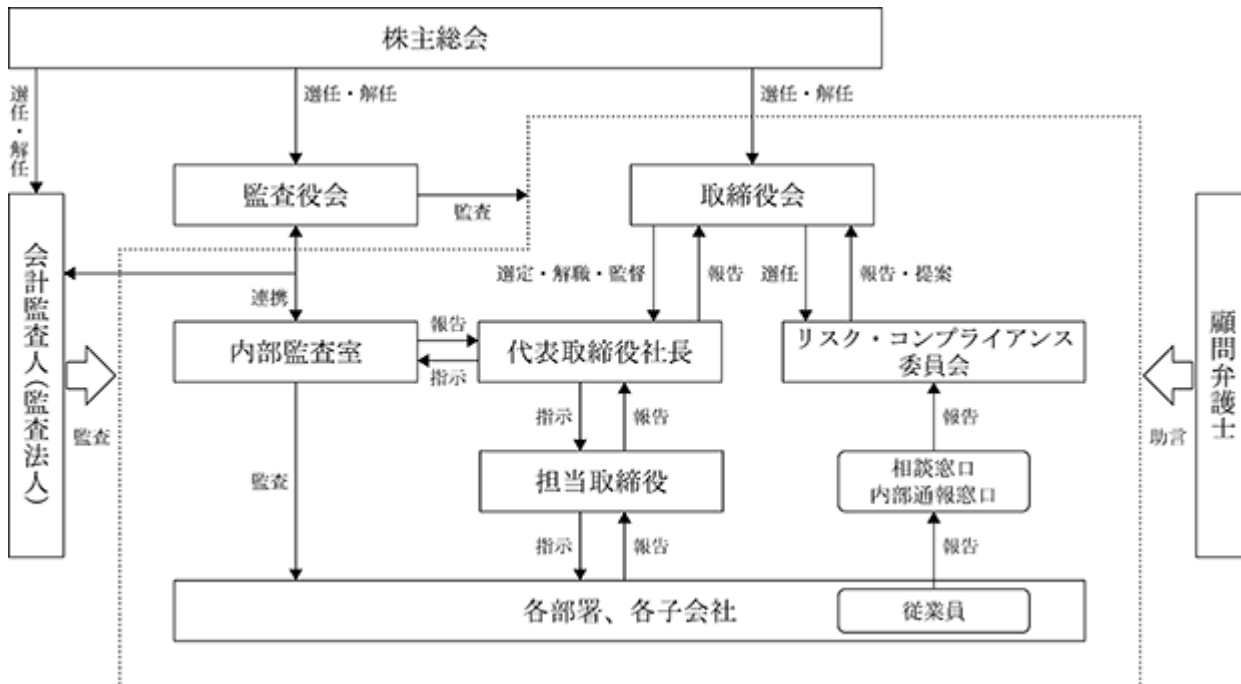 株主総会
選任・解任
選任・解任
選任・解任
監査役会
監査
取締役会
会計監査人(監査法人)
監査
連携
選定・解職・監督
報告
選任
報告・提案
内部監査室
報告
指示
代表取締役社長
リスク・コンプライアンス
委員会
顧問弁護士
助言
指示
報告
報告
監査
担当取締役
相談窓口
内部通報窓口
指示
報告
報告
各部署、各子会社
従業員